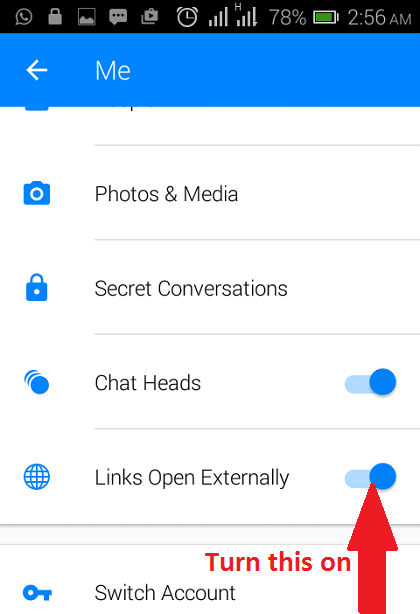 H
78% 2:56 AM
Me
Photos & Media
Secret Conversations
Chat Heads
Links Open Externally
Turn this on
Switch Account